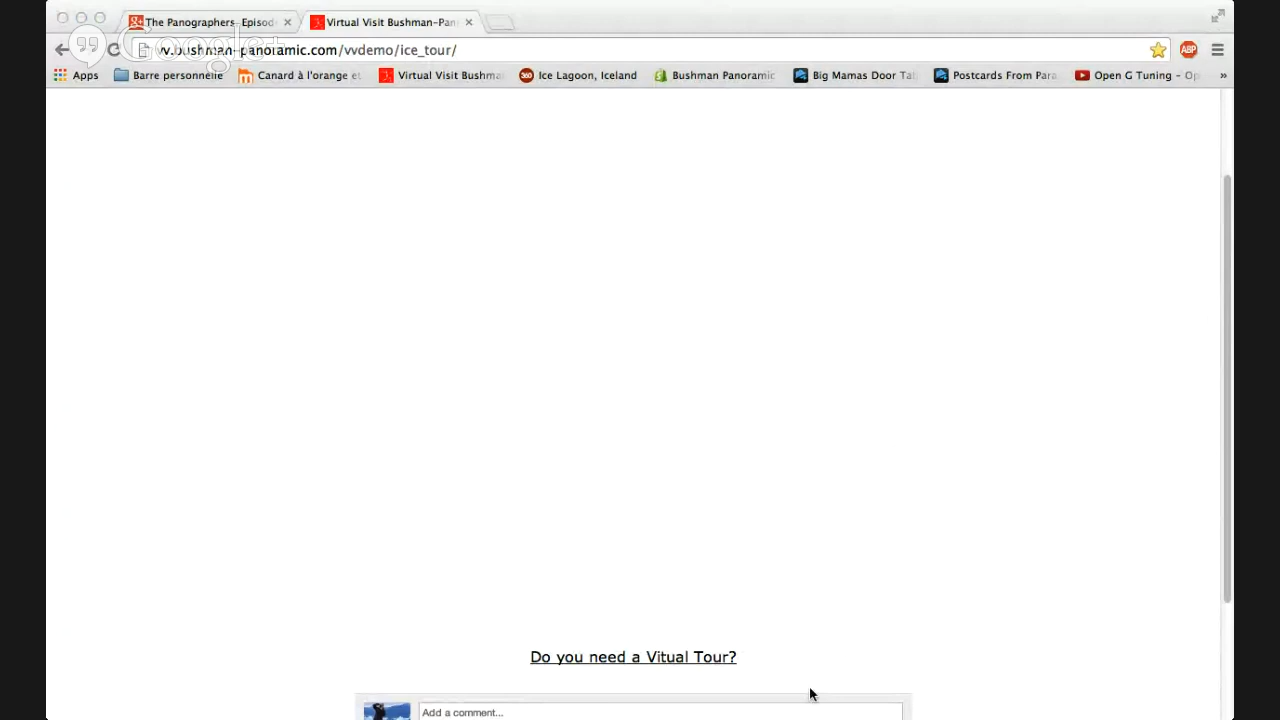 The Panographers Episod
Virtual Visit Bushman-Pan
Google+
bushman-panoramic.com/vvdemo/ice_tour/
ABP
Apps
Barre personnelle
Canard à l'orange et
Virtual Visit Bushma
Ice Lagoon, Iceland
Bushman Panoramic
Big Mamas Door Ta
Postcards From Para
Open G Tuning - Op
»
Do you need a Vitual Tour?
Add a comment...